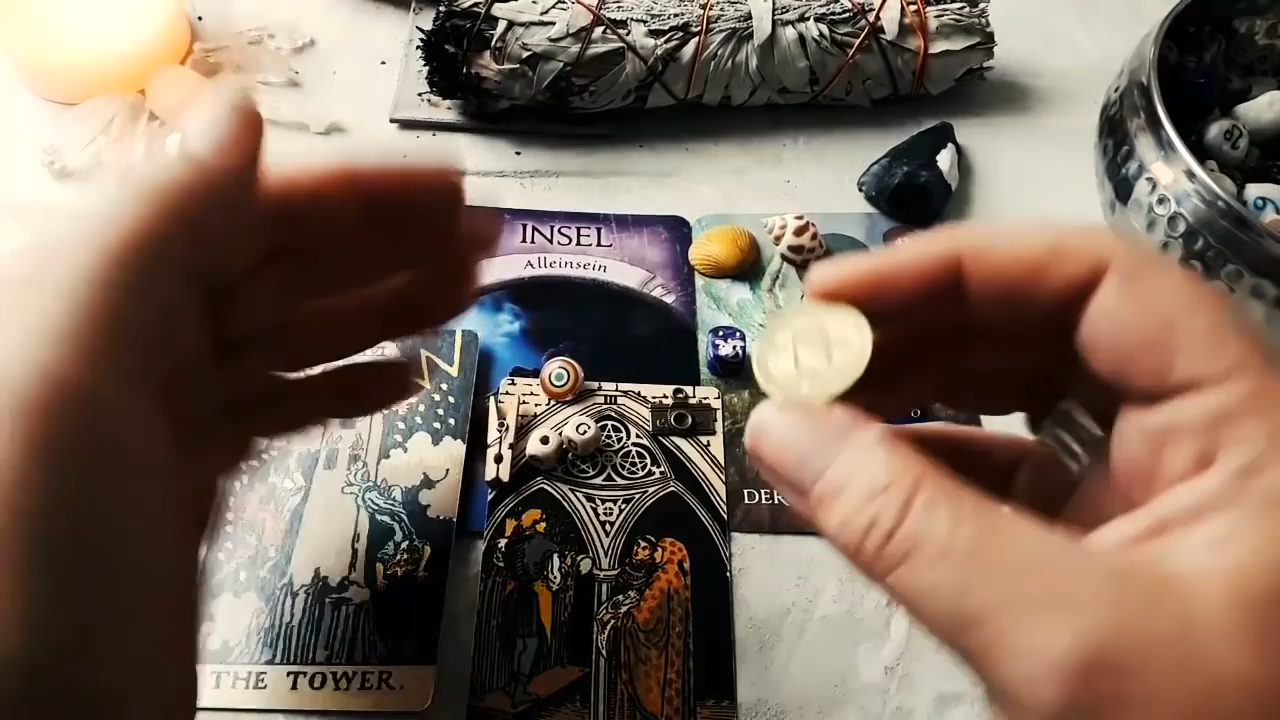 INSEL
Alleinsein
G
DER
THE TOWER.